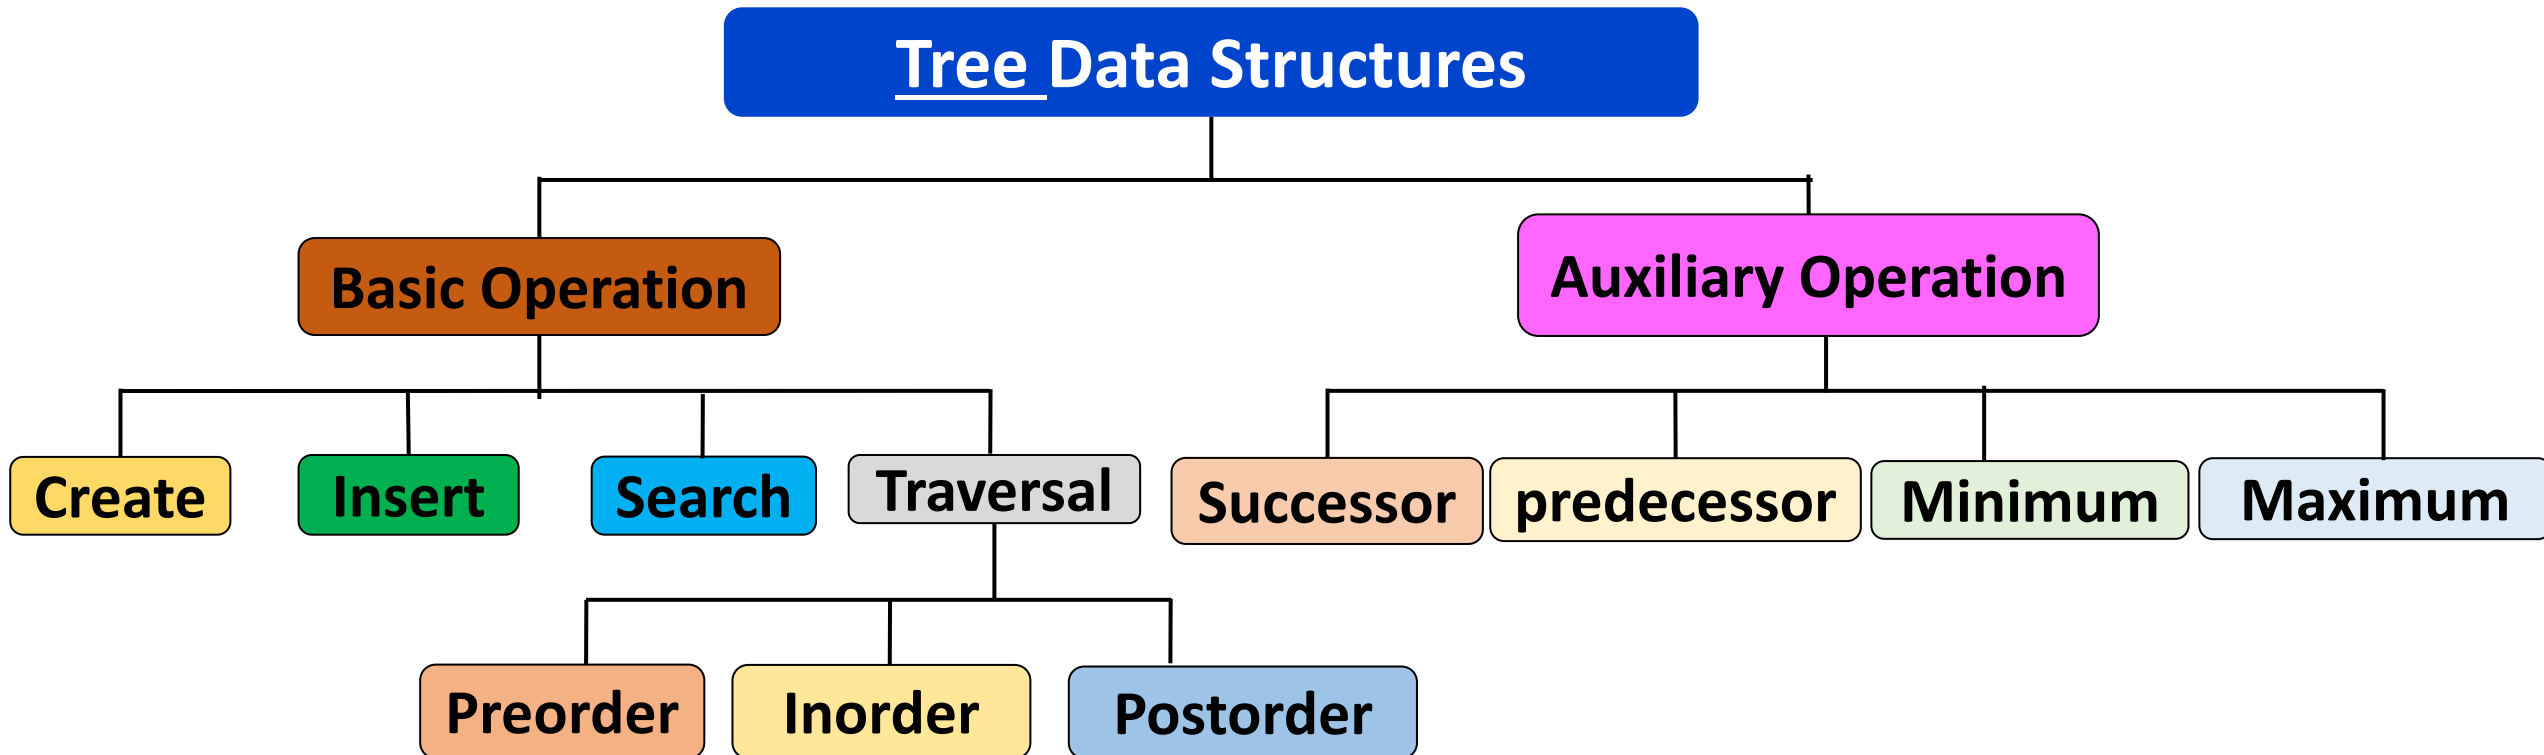 Tree Data Structures
Basic Operation
Auxiliary Operation
Create
Insert
Search
Traversal
Successor
predecessor
Minimum
Maximum
Preorder
Inorder
Postorder